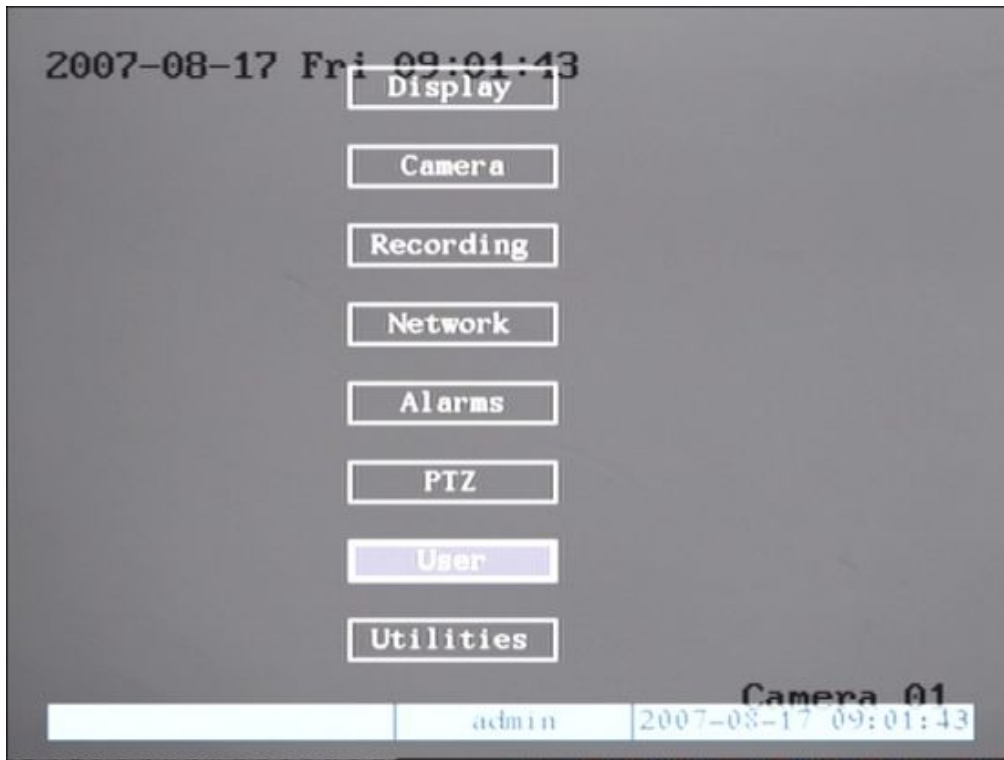 2007-08-17 Fri 09:01:43
Display
Camera
Recording
Network
Alarms
PTZ
User
Utilities
Camera 01
admin 2007-08-17 09:01:43